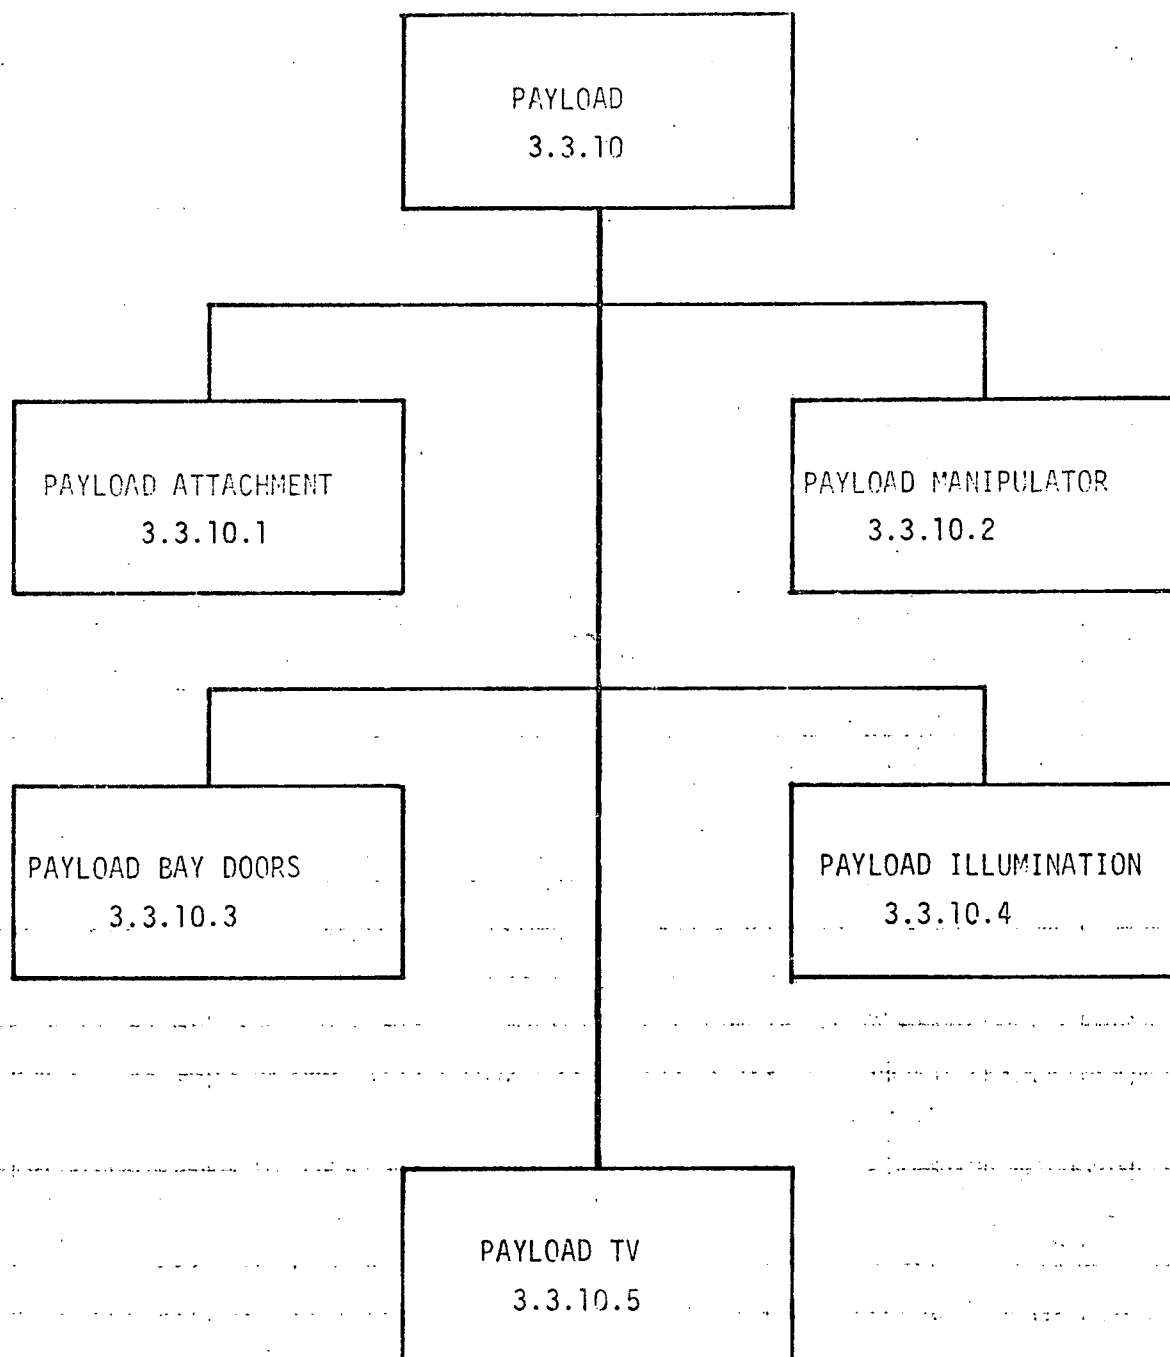 PAYLOAD
3.3.10
PAYLOAD ATTACHMENT
3.3.10.1
PAYLOAD MANIPULATOR
3.3.10.2
PAYLOAD BAY DOORS
3.3.10.3
PAYLOAD ILLUMINATION
3.3.10.4
PAYLOAD TV
3.3.10.5